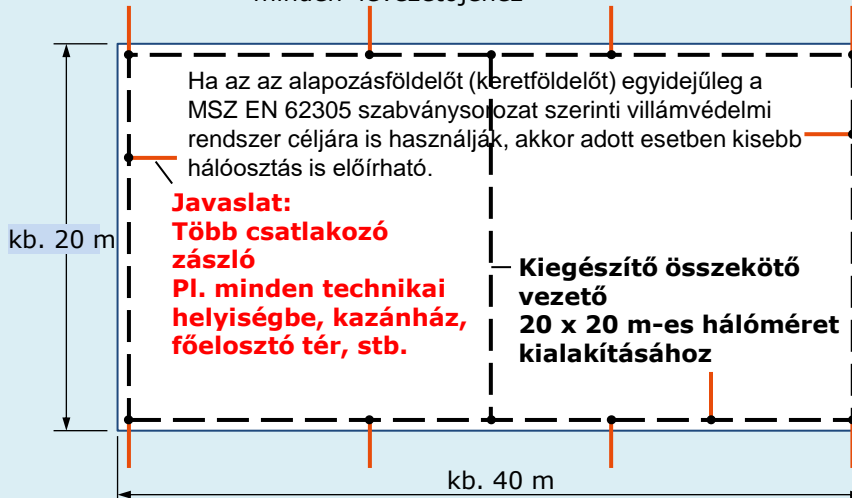 minden levezetőjéhez
Ha az az alapozásföldelőt (keretföldelőt) egyidejűleg a
MSZ EN 62305 szabványsorozat szerinti villámvédelmi
rendszer céljára is használják, akkor adott esetben kisebb
hálóosztás is előírható.
Javaslat:
Több csatlakozó
zászló
Pl. minden technikai
helyiségbe, kazánház,
főelosztó tér, stb.
kb. 20 m
Kiegészítő összekötő
vezető
20 x 20 m-es hálóméret
kialakításához
kb. 40 m